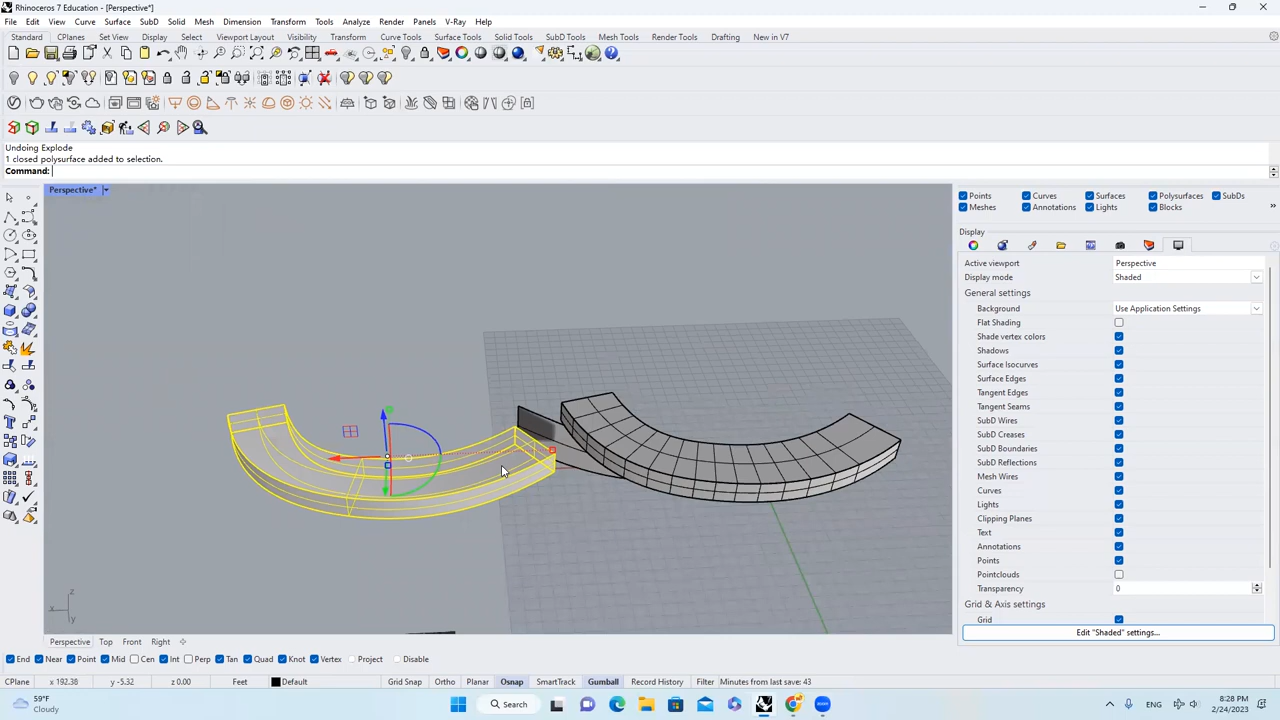 Rhinoceros 7 Education - [Perspective*]
File Edit View Curve Surface SubD Solid Mesh Dimension Transform Tools Analyze Render Panels V-Ray Help
Standard CPlanes Set View Display Select Viewport Layout Visibility Transform Curve Tools Surface Tools Solid Tools SubD Tools Mesh Tools Render Tools Drafting New in V7
Undoing Explode
1 closed polysurface added to selection.
Command:
Perspective*
Points Curves Surfaces Polysurfaces SubDs
Meshes Annotations Lights Blocks
Display
Active viewport Perspective
Display mode Shaded
General settings
Background Use Application Settings
Flat Shading
Shade vertex colors
Shadows
Surface Isocurves
Surface Edges
Tangent Edges
Tangent Seams
SubD Wires
SubD Creases
SubD Boundaries
SubD Reflections
Mesh Wires
Curves
Lights
Clipping Planes
Text
Annotations
Points
Pointclouds
Transparency 0
Grid & Axis settings
Grid
Edit "Shaded" settings...
z
x
y
Perspective Top Front Right
End Near Point Mid Cen Int Perp Tan Quad Knot Vertex Project Disable
CPlane x 192.38 y -5.32 z 0.00 Feet Default Grid Snap Ortho Planar Osnap SmartTrack Gumball Record History Filter Minutes from last save: 43
59°F
Cloudy
Search
ENG
8:28 PM
2/24/2023